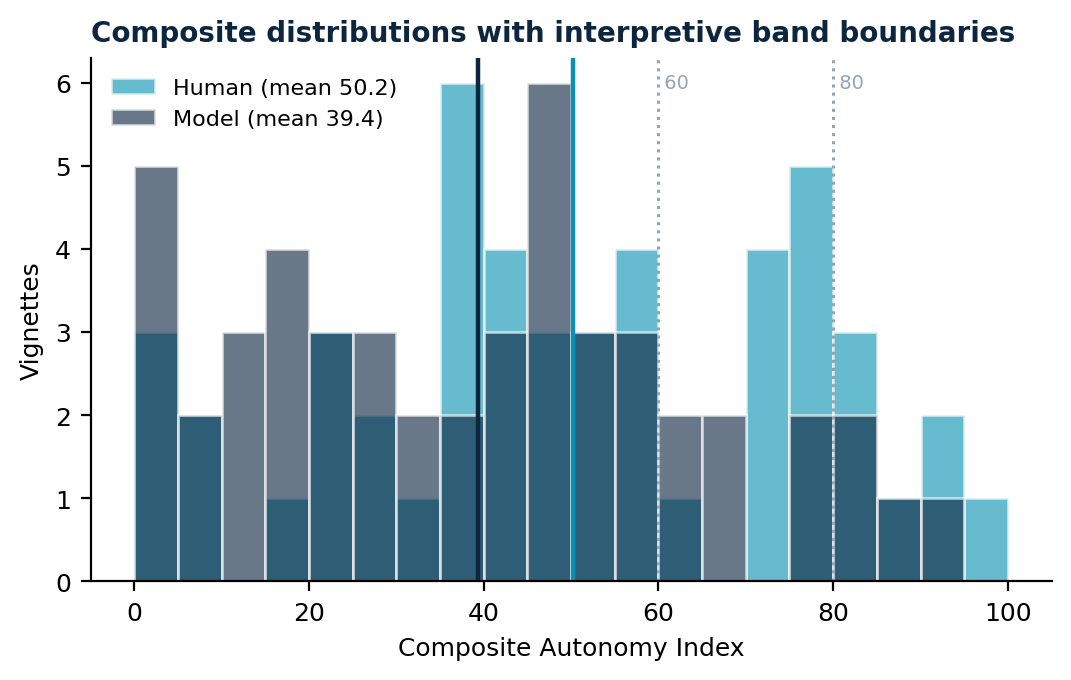 Composite distributions with interpretive band boundaries
Human (mean 50.2)
Model (mean 39.4)
60
80
6
5
4
3
2
1
0
Vignettes
0 20 40 60 80 100
Composite Autonomy Index